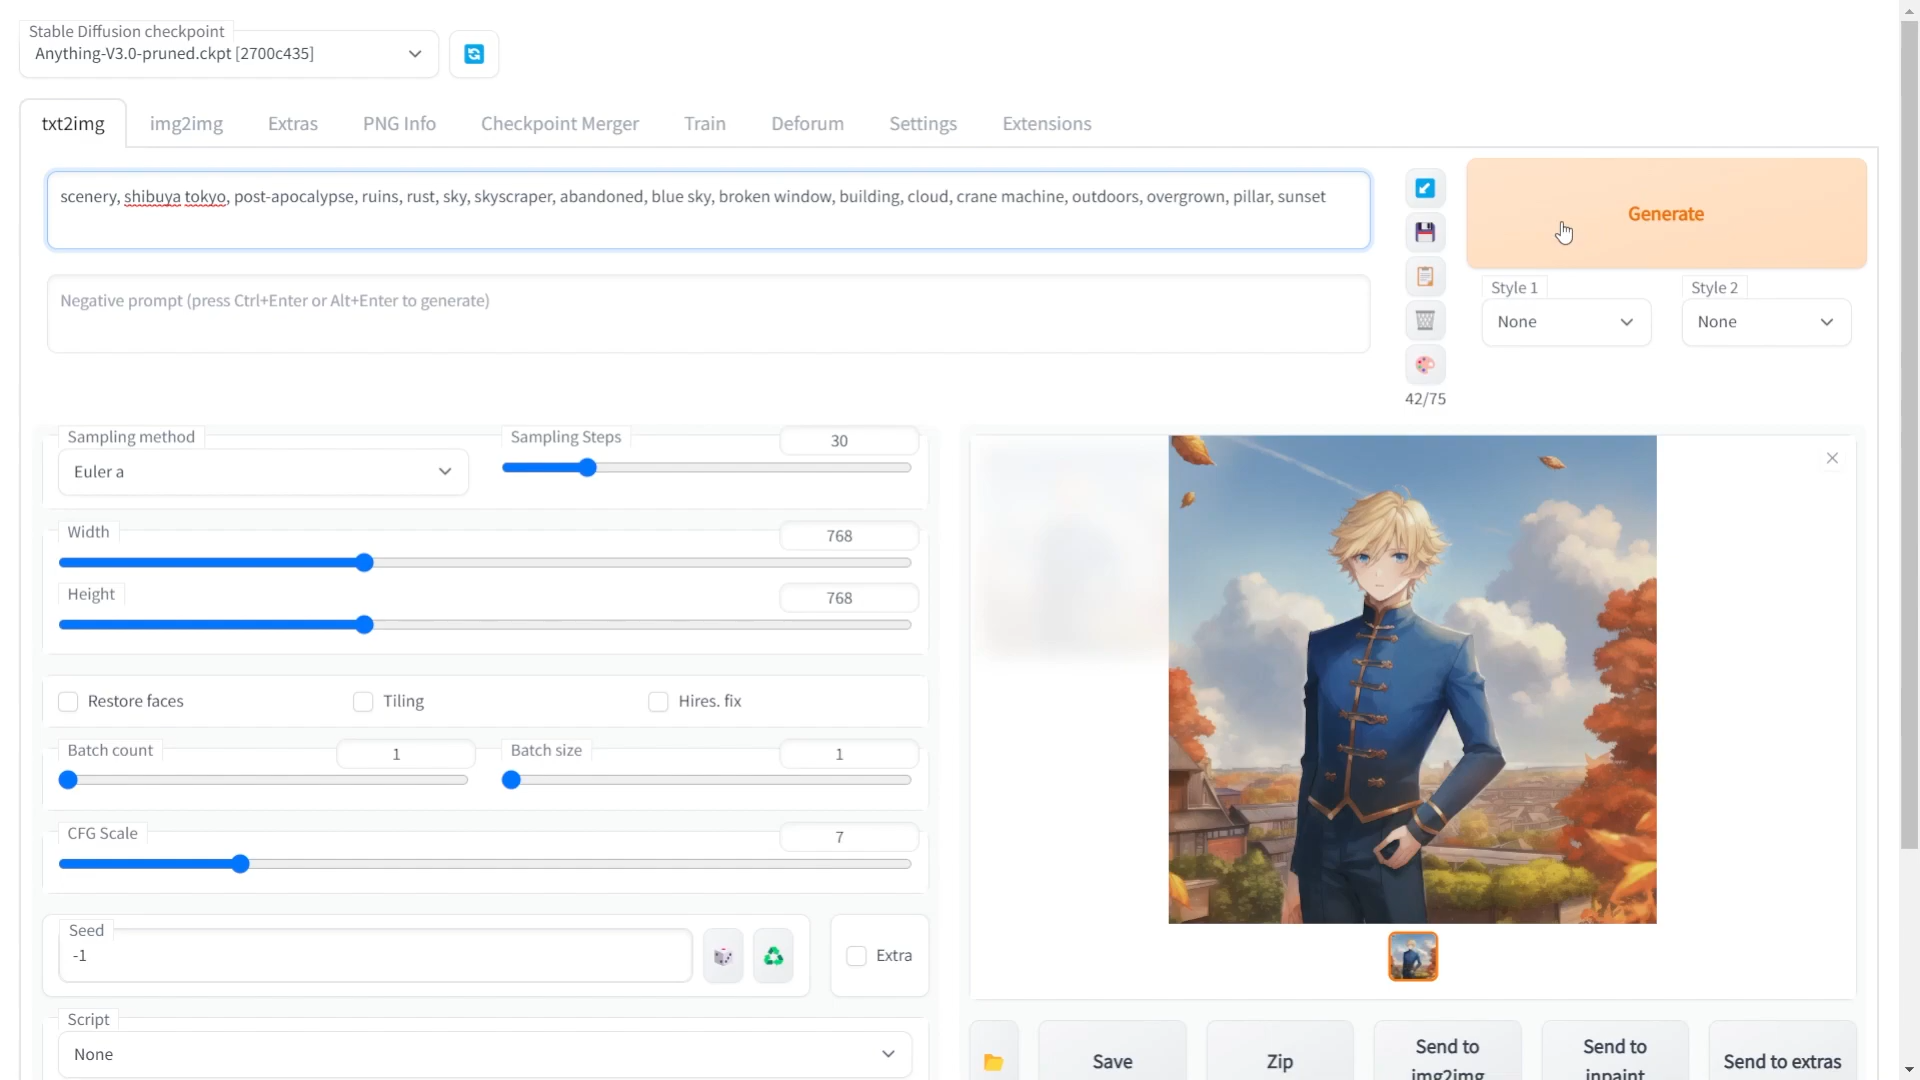 Stable Diffusion checkpoint
Anything-V3.0-pruned.ckpt [2700c435]
txt2img
img2img
Extras
PNG Info
Checkpoint Merger
Train
Deforum
Settings
Extensions
scenery, shibuya tokyo, post-apocalypse, ruins, rust, sky, skyscraper, abandoned, blue sky, broken window, building, cloud, crane machine, outdoors, overgrown, pillar, sunset
Generate
Negative prompt (press Ctrl+Enter or Alt+Enter to generate)
Style 1
None
Style 2
None
42/75
Sampling method
Euler a
Sampling Steps
30
Width
768
Height
768
Restore faces
Tiling
Hires. fix
Batch count
1
Batch size
1
CFG Scale
7
Seed
-1
Extra
Script
None
Save
Zip
Send to
img2img
Send to
inpaint
Send to extras